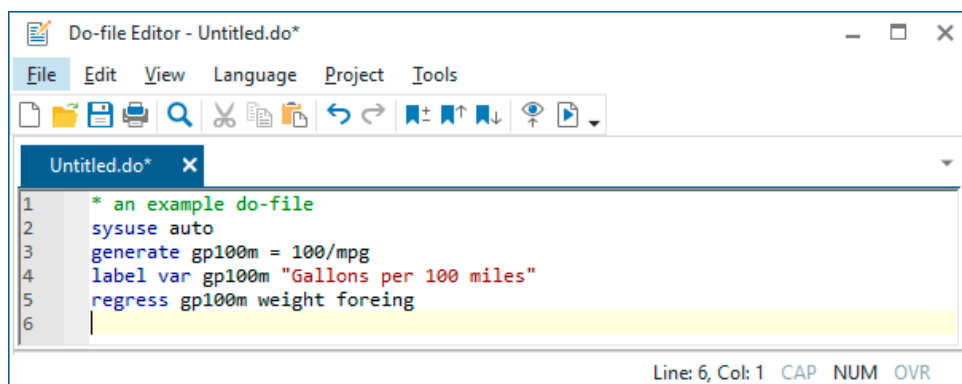 Do-file Editor - Untitled.do*
File Edit View Language Project Tools
Untitled.do*
1 * an example do-file
2 sysuse auto
3 generate gp100m = 100/mpg
4 label var gp100m "Gallons per 100 miles"
5 regress gp100m weight foreing
6
Line: 6, Col: 1 CAP NUM OVR